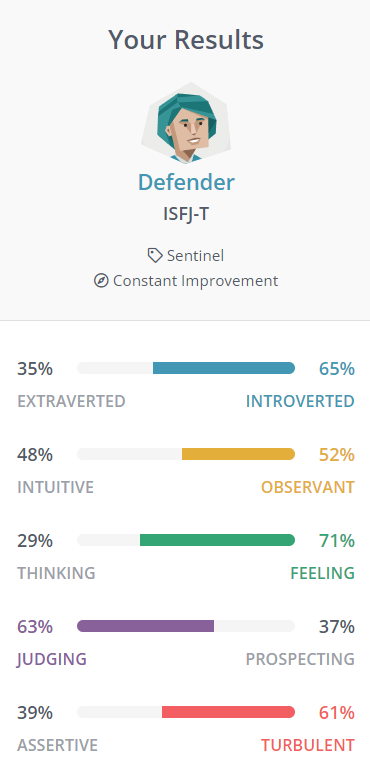 Your Results
Defender
ISFJ-T
Sentinel
Constant Improvement
35% 65%
EXTRAVERTED INTROVERTED
48% 52%
INTUITIVE OBSERVANT
29% 71%
THINKING FEELING
63% 37%
JUDGING PROSPECTING
39% 61%
ASSERTIVE TURBULENT